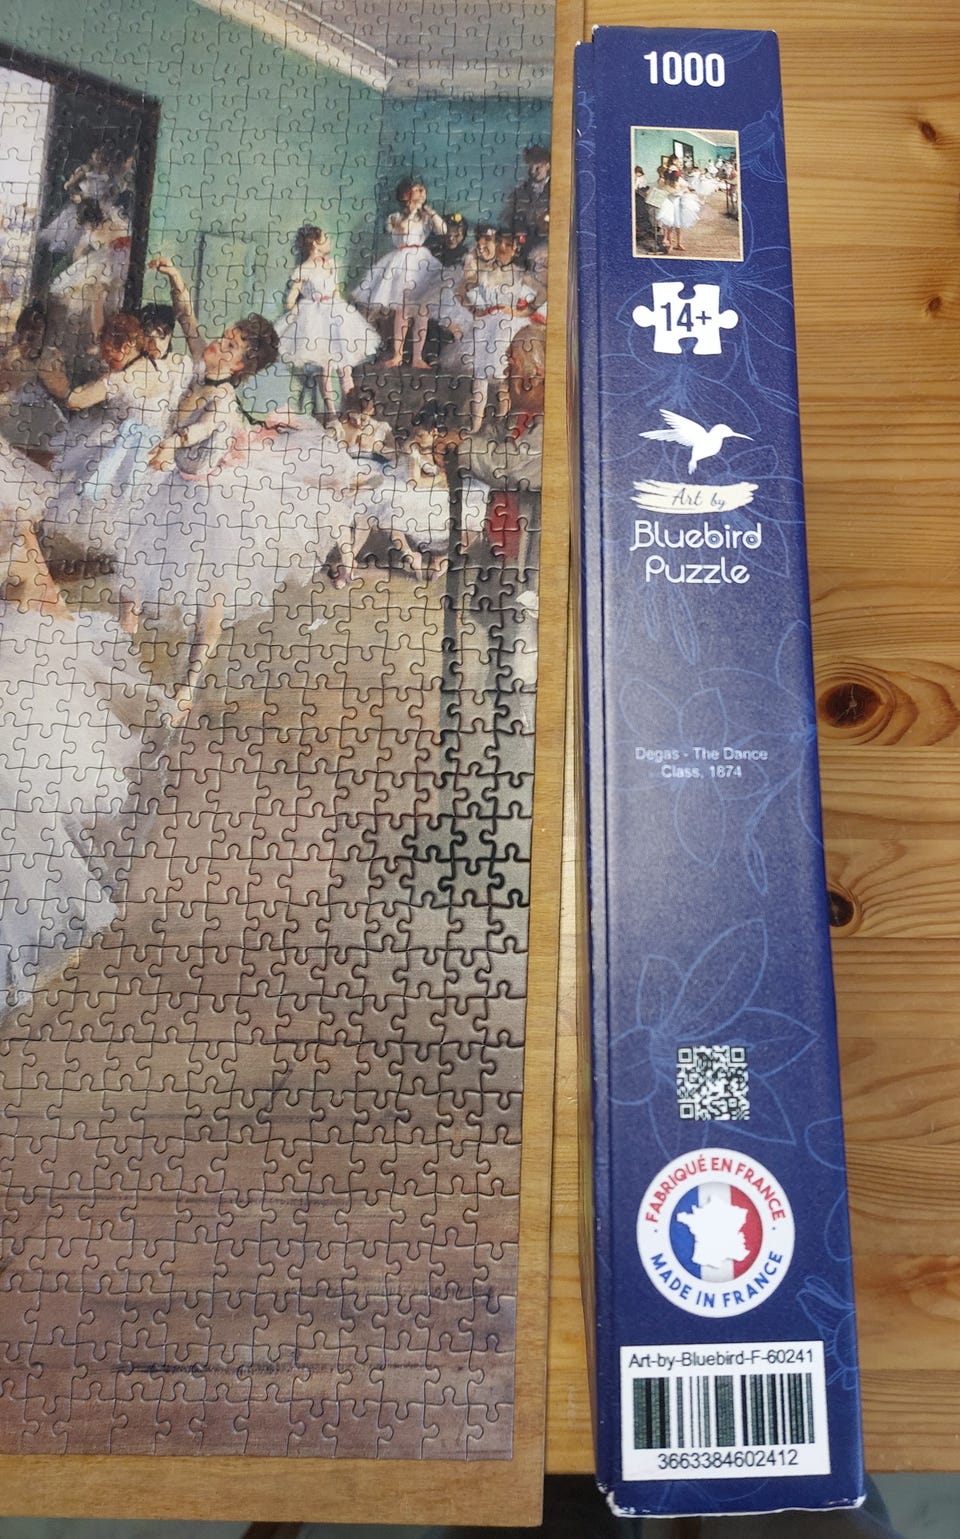 1000
14+
Art by
Bluebird
Puzzle
Degas - The Dance
Class, 1874
FABRIQUÉ EN FRANCE
MADE IN FRANCE
Art-by-Bluebird-F-60241
3663384602412